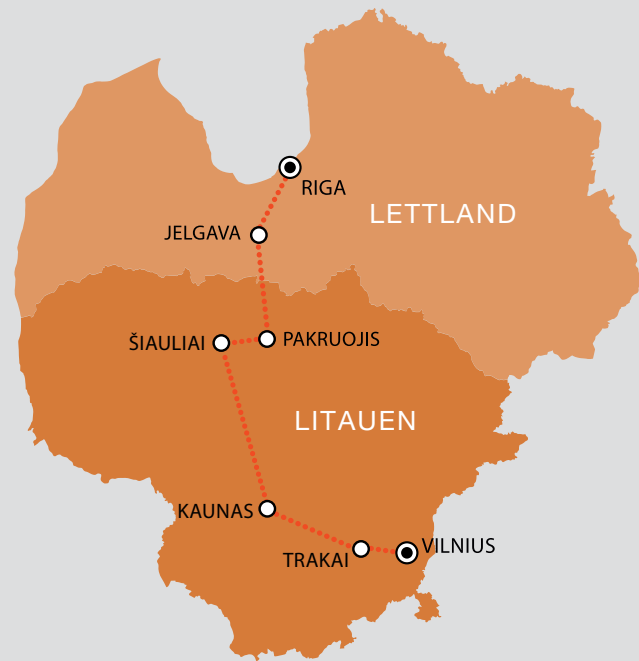 RIGA
LETTLAND
JELGAVA
ŠIAULIAI
PAKRUOJIS
LITAUEN
KAUNAS
TRAKAI
VILNIUS